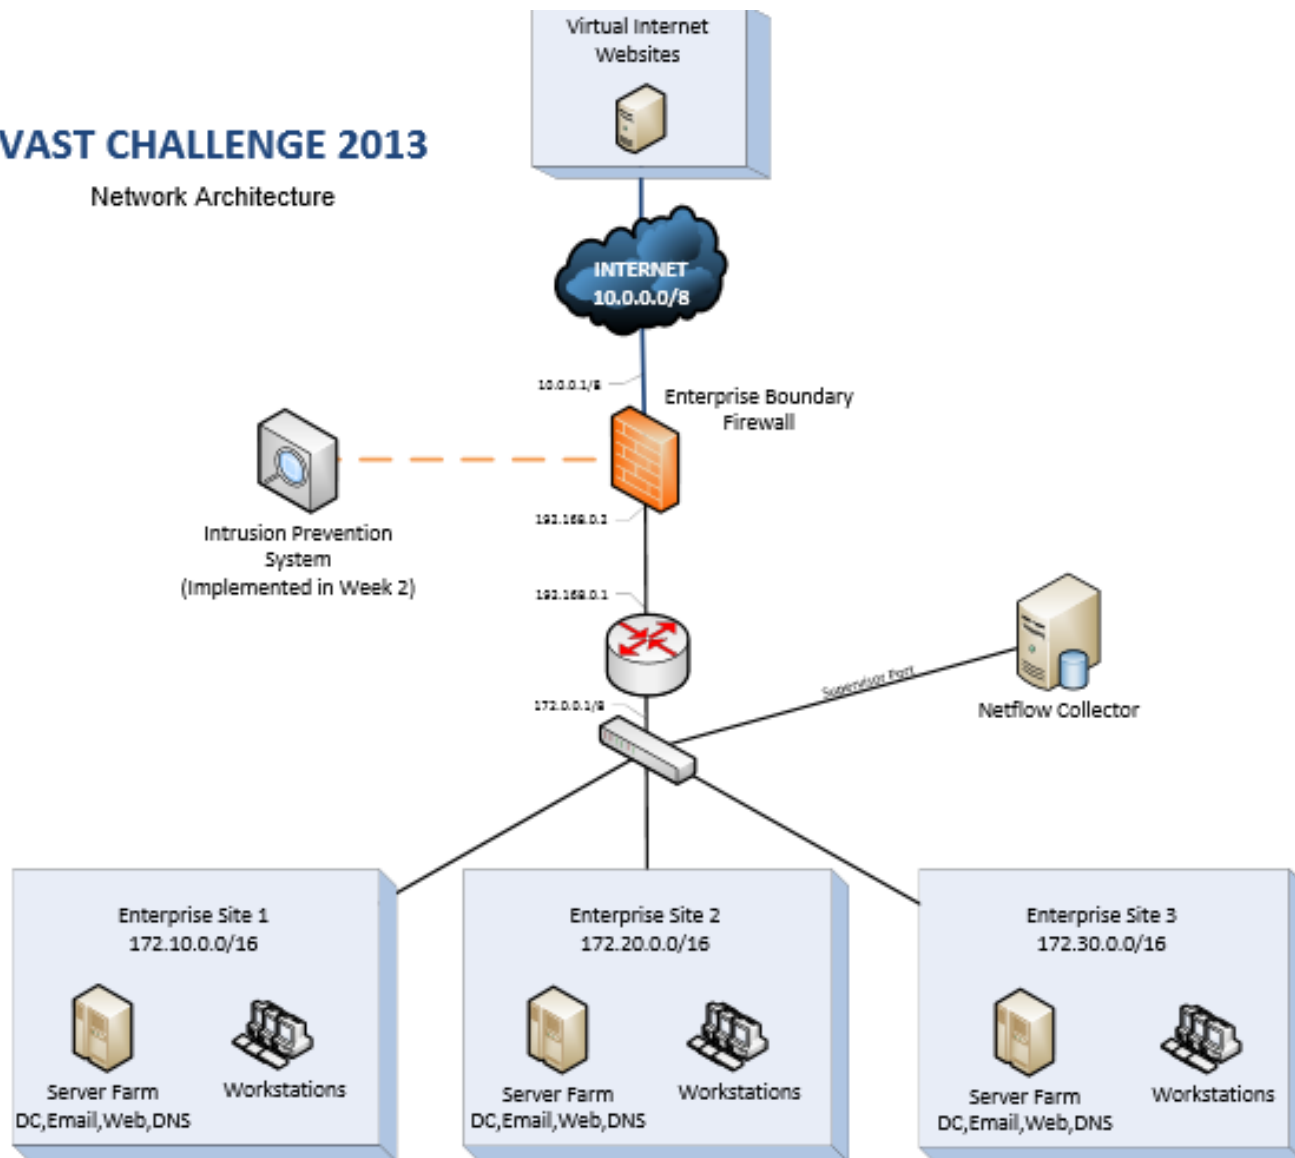 Virtual Internet
Websites
VAST CHALLENGE 2013
Network Architecture
INTERNET
10.0.0.0/8
10.0.0.1/8
Enterprise Boundary
Firewall
Intrusion Prevention
System
(Implemented in Week 2)
192.168.0.2
192.168.0.1
Supervisor Port
Netflow Collector
172.0.0.1/8
Enterprise Site 1
172.10.0.0/16
Server Farm
DC,Email,Web,DNS
Workstations
Enterprise Site 2
172.20.0.0/16
Server Farm
DC,Email,Web,DNS
Workstations
Enterprise Site 3
172.30.0.0/16
Server Farm
DC,Email,Web,DNS
Workstations